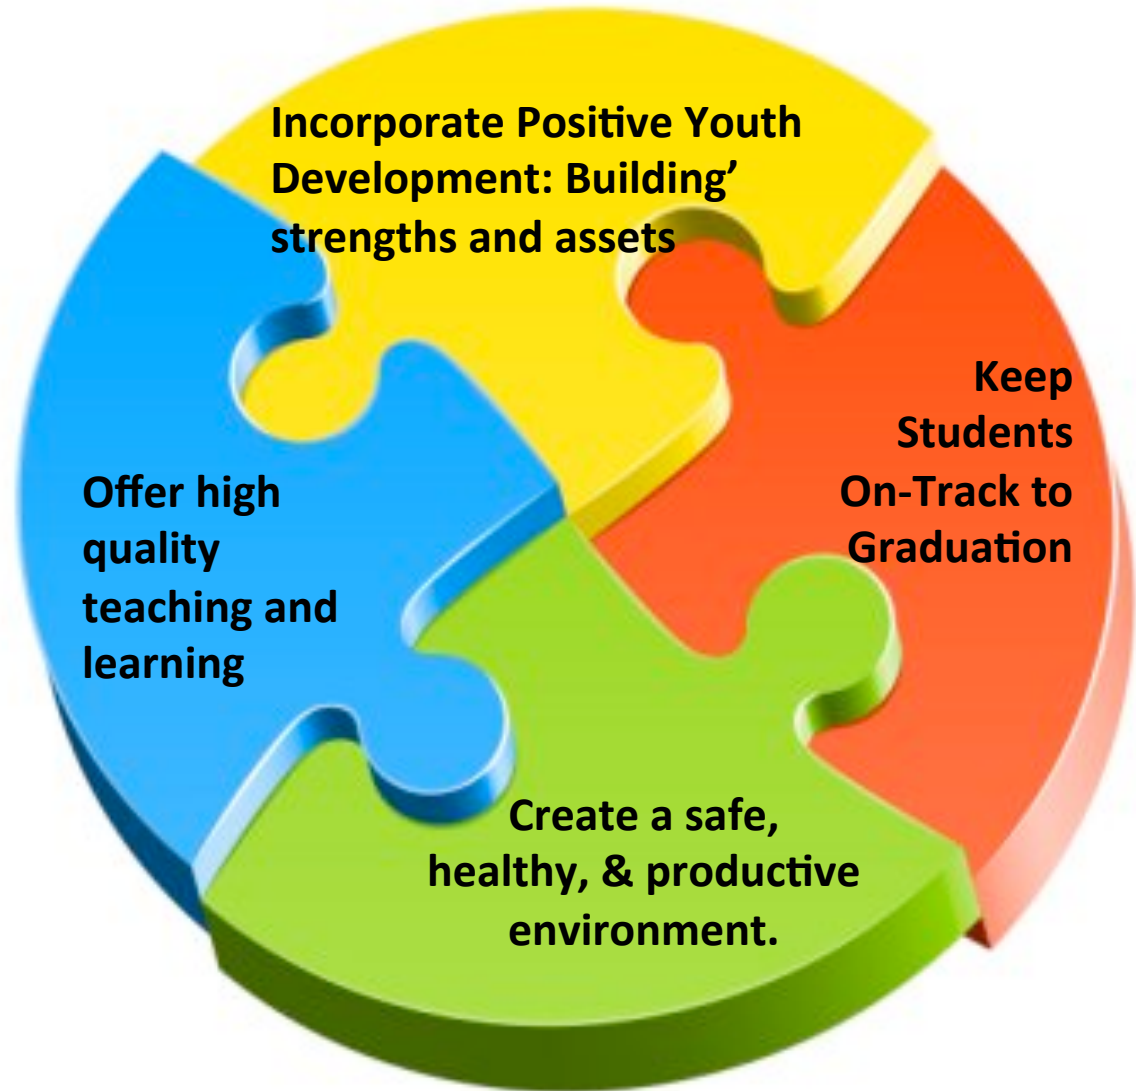 Incorporate Positive Youth
Development: Building’
strengths and assets
Keep
Students
On-Track to
Graduation
Offer high
quality
teaching and
learning
Create a safe,
healthy, & productive
environment.